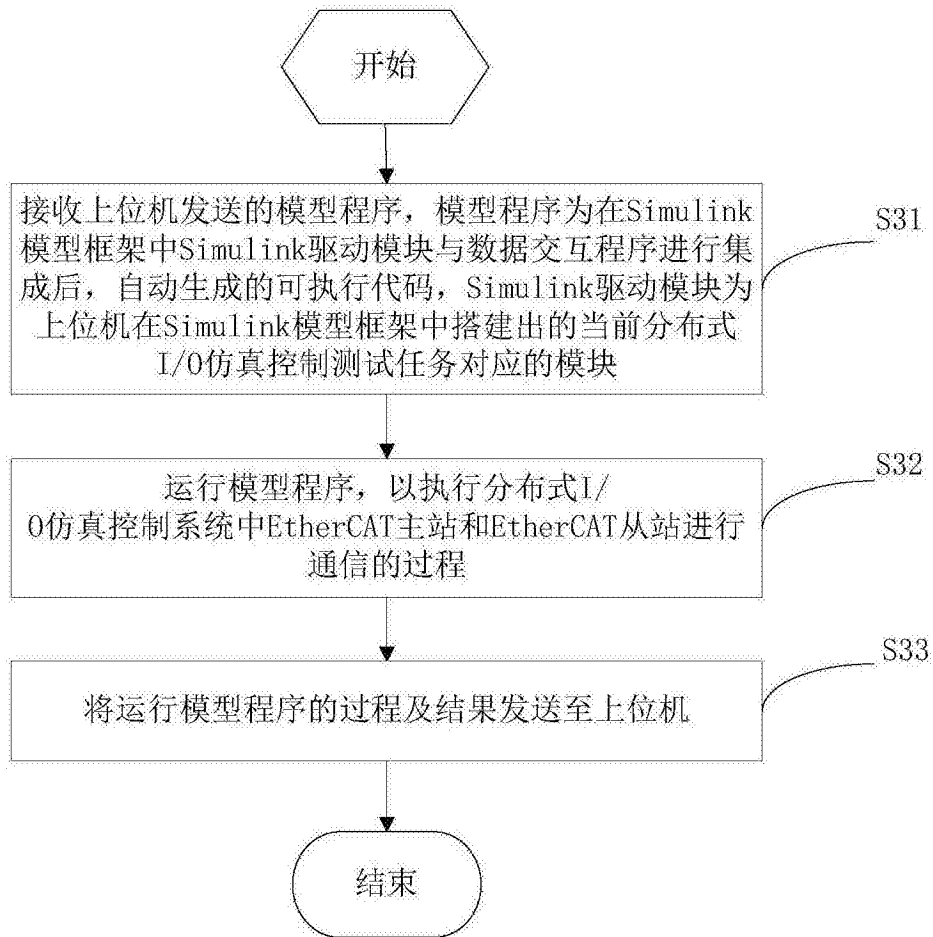 开始
接收上位机发送的模型程序，模型程序为在Simulink
模型框架中Simulink驱动模块与数据交互程序进行集
成后，自动生成的可执行代码，Simulink驱动模块为
上位机在Simulink模型框架中搭建出的当前分布式
I/O仿真控制测试任务对应的模块
S31
运行模型程序，以执行分布式I/
O仿真控制系统中EtherCAT主站和EtherCAT从站进行
通信的过程
S32
将运行模型程序的过程及结果发送至上位机
S33
结束